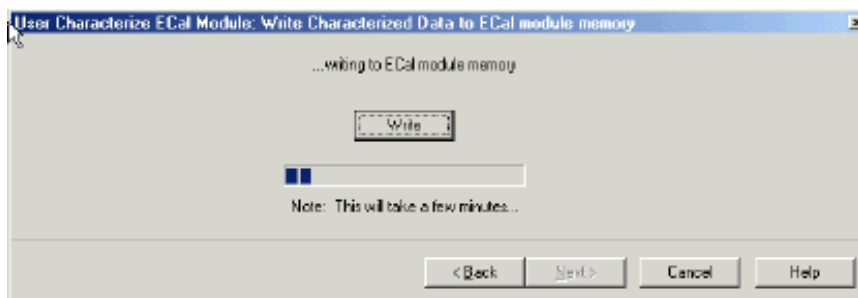 User Characterize ECal Module: Write Characterized Data to ECal module memory
...writing to ECal module memory
Write
Note: This will take a few minutes...
< Back Next > Cancel Help